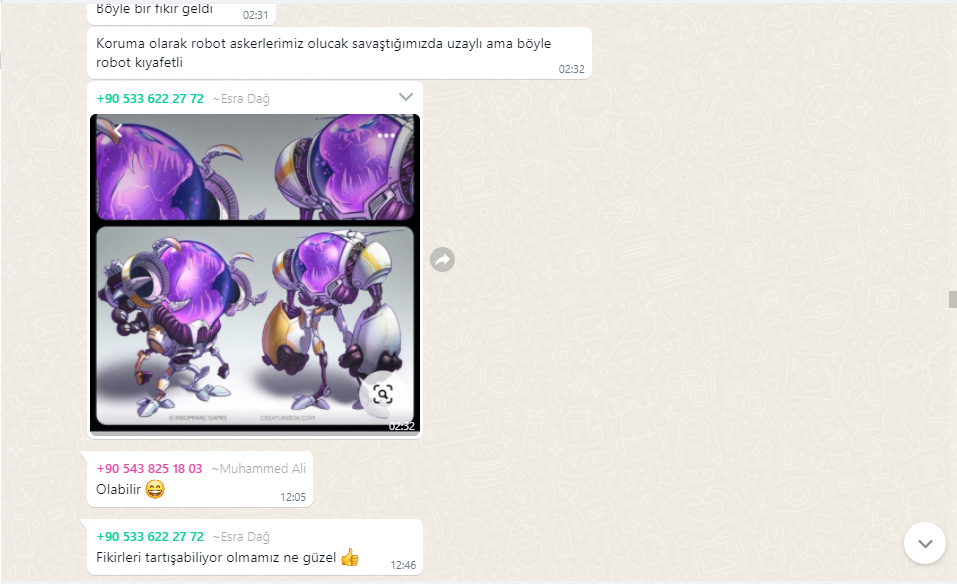 Böyle bir fikir geldi
02:31
Koruma olarak robot askerlerimiz olucak savaştığımızda uzaylı ama böyle
robot kıyafetli
02:32
+90 533 622 27 72 ~Esra Dağ
© INSOMNIAC GAMES CREATUREBOX.COM
02:32
+90 543 825 18 03 ~Muhammed Ali
Olabilir 😄
12:05
+90 533 622 27 72 ~Esra Dağ
Fikirleri tartışabiliyor olmamız ne güzel 👍
12:46